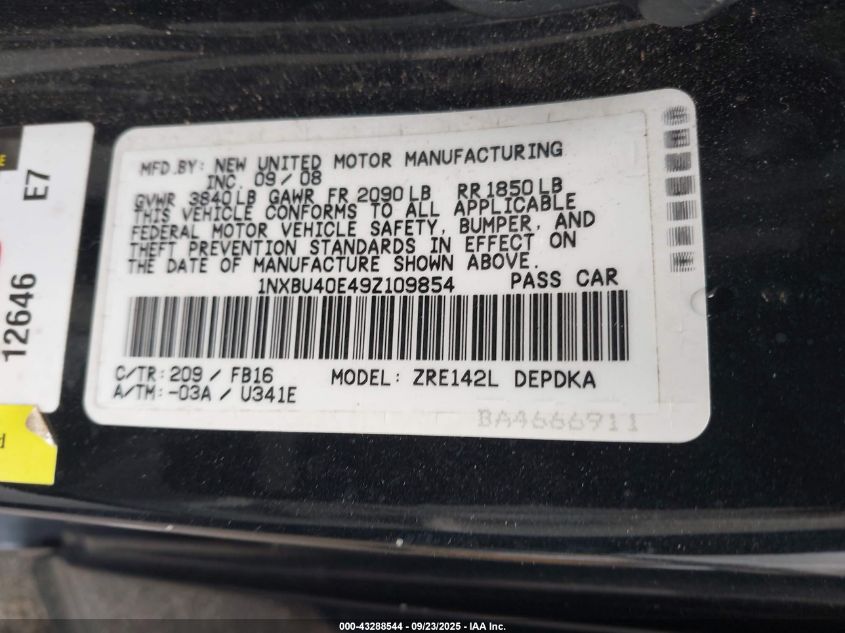 MFD.BY: NEW UNITED MOTOR MANUFACTURING
INC. 09/08
GVWR 3840LB GAWR FR 2090LB RR 1850LB
THIS VEHICLE CONFORMS TO ALL APPLICABLE
FEDERAL MOTOR VEHICLE SAFETY, BUMPER, AND
THEFT PREVENTION STANDARDS IN EFFECT ON
THE DATE OF MANUFACTURE SHOWN ABOVE.
1NXBU40E49Z109854 PASS CAR
C/TR: 209 / FB16 MODEL: ZRE142L DEPDKA
A/TM: -03A / U341E
BA4666911
E7
12646
000-43288544 - 09/23/2025 - IAA Inc.